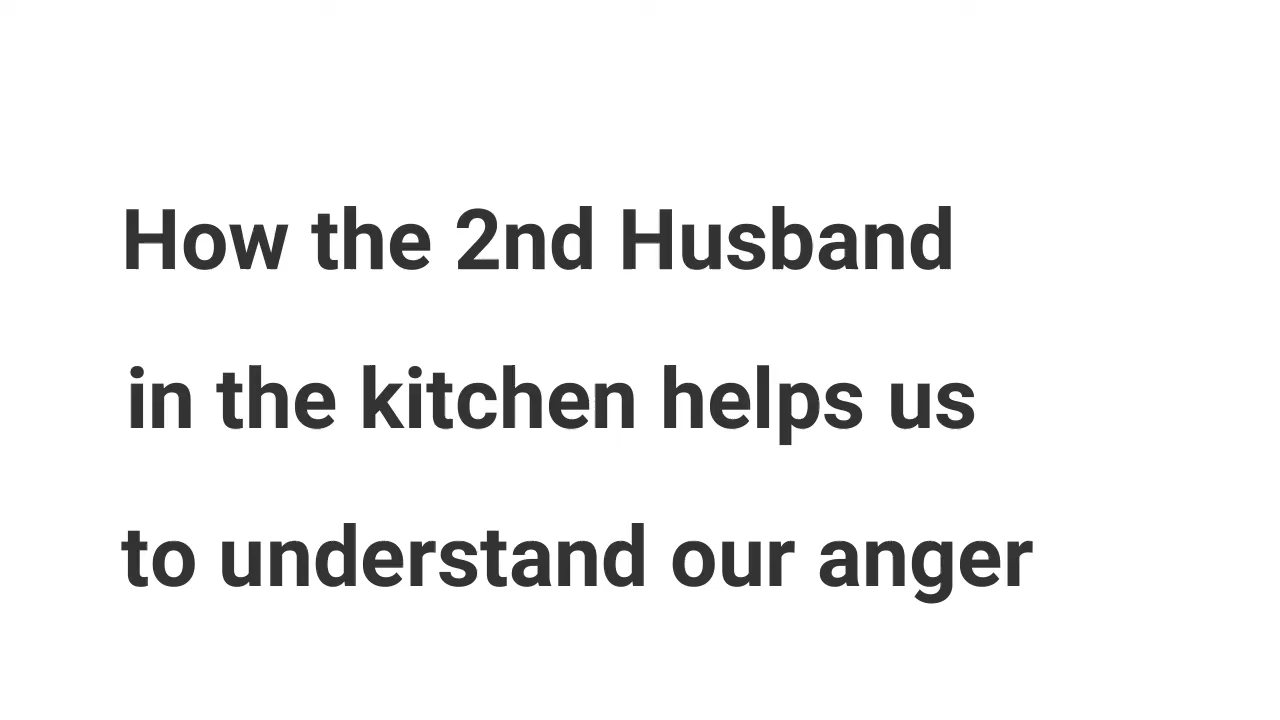 How the 2nd Husband
in the kitchen helps us
to understand our anger